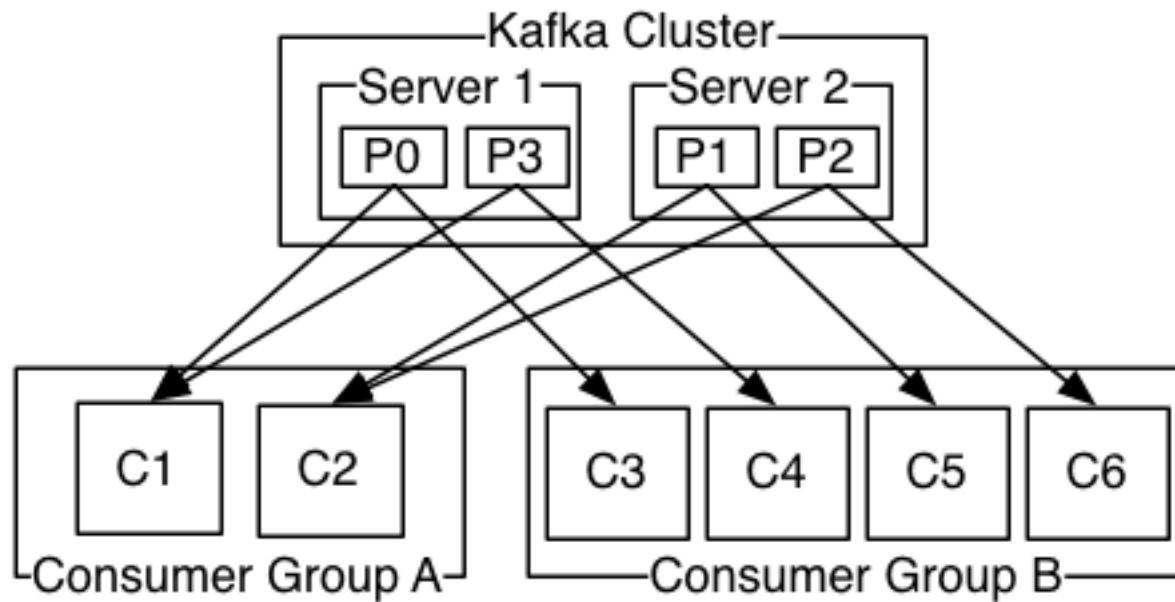 Kafka Cluster
Server 1 Server 2
P0 P3 P1 P2
C1 C2 C3 C4 C5 C6
Consumer Group A Consumer Group B